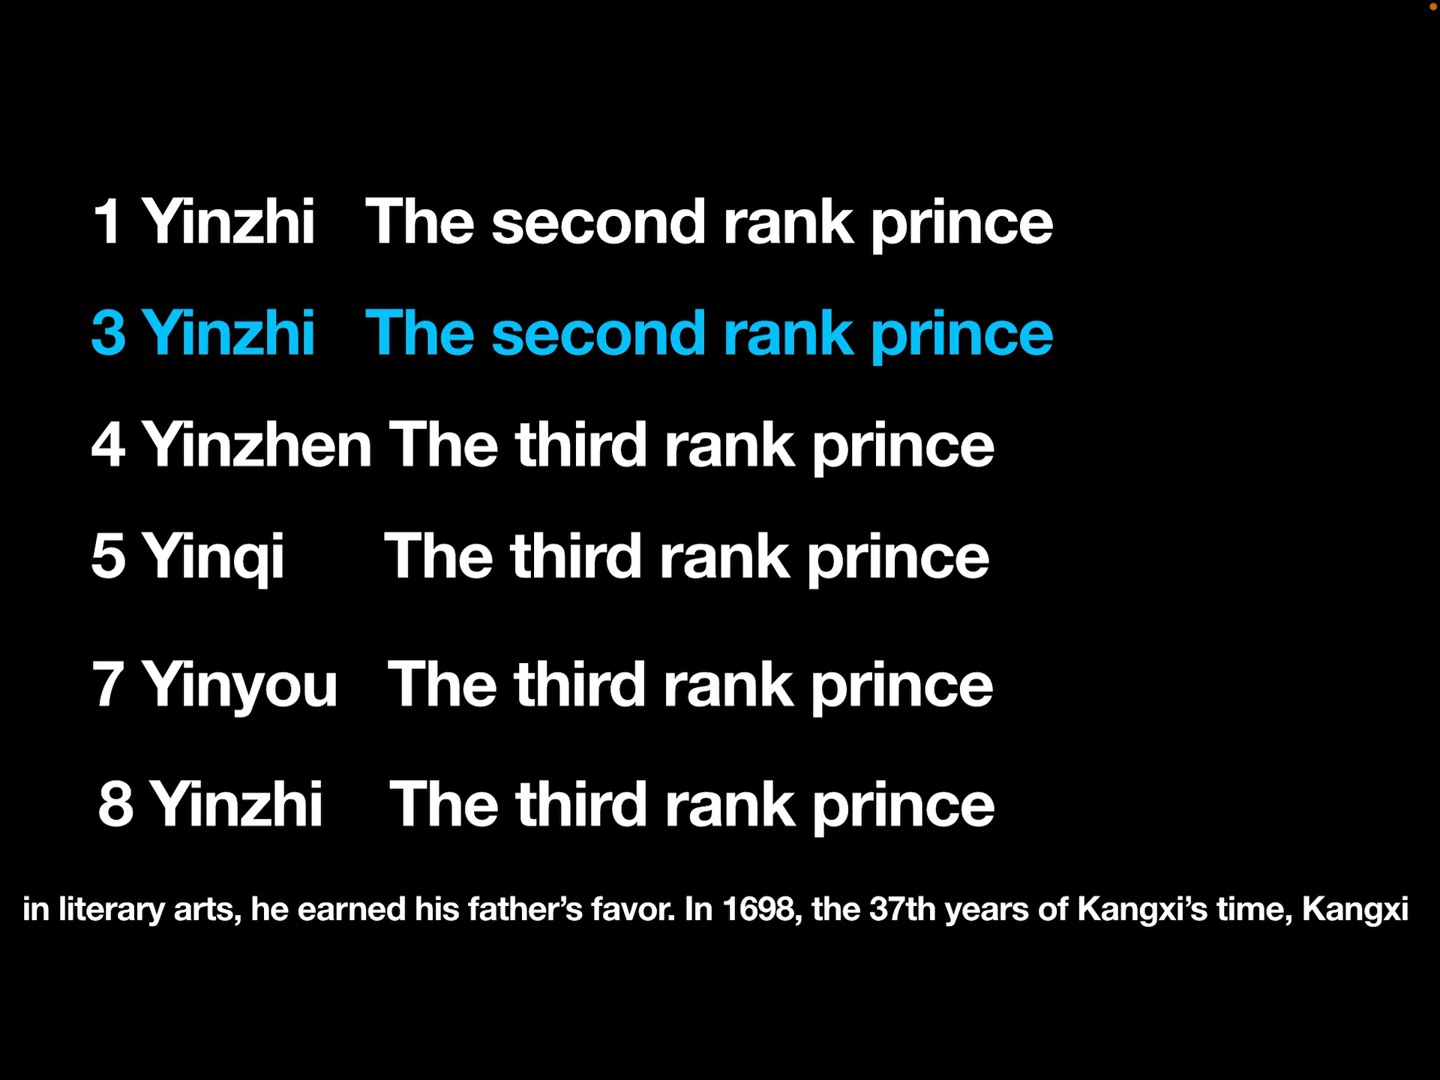 1 Yinzhi The second rank prince
3 Yinzhi The second rank prince
4 Yinzhen The third rank prince
5 Yinqi The third rank prince
7 Yinyou The third rank prince
8 Yinzhi The third rank prince
in literary arts, he earned his father’s favor. In 1698, the 37th years of Kangxi’s time, Kangxi